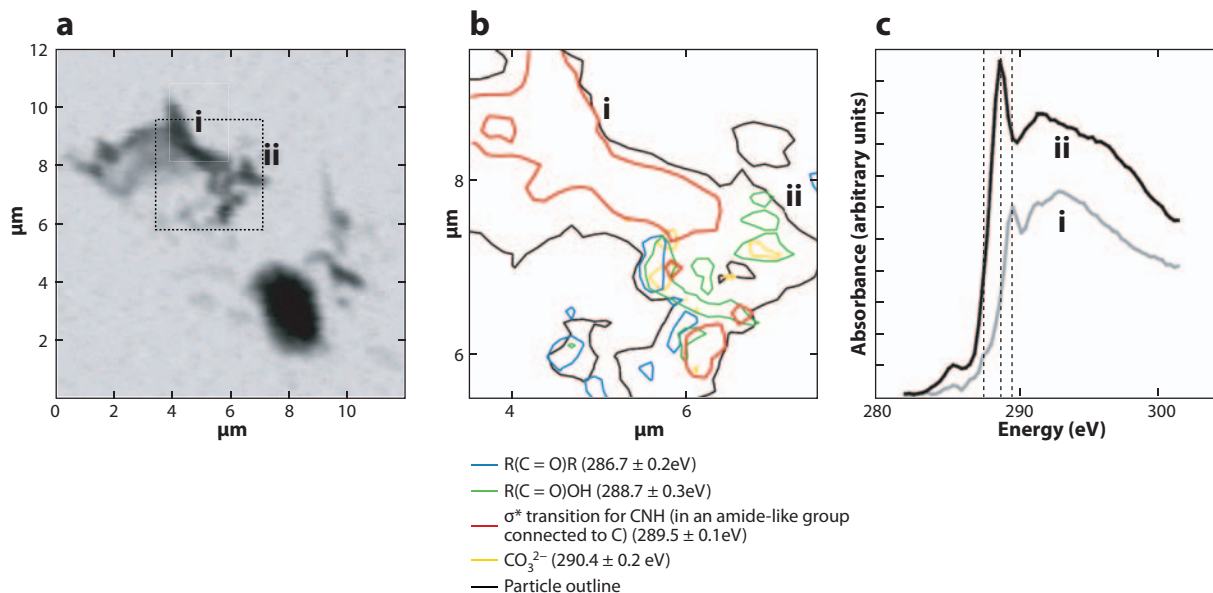 a
12
10
8
6
4
2
0 2 4 6 8 10
µm
µm
i
ii
b
8
6
4 6
µm
µm
i
ii
c
Absorbance (arbitrary units)
ii
i
280 290 300
Energy (eV)
R(C = O)R (286.7 ± 0.2eV)
R(C = O)OH (288.7 ± 0.3eV)
σ* transition for CNH (in an amide-like group
connected to C) (289.5 ± 0.1eV)
CO₃²⁻ (290.4 ± 0.2 eV)
Particle outline